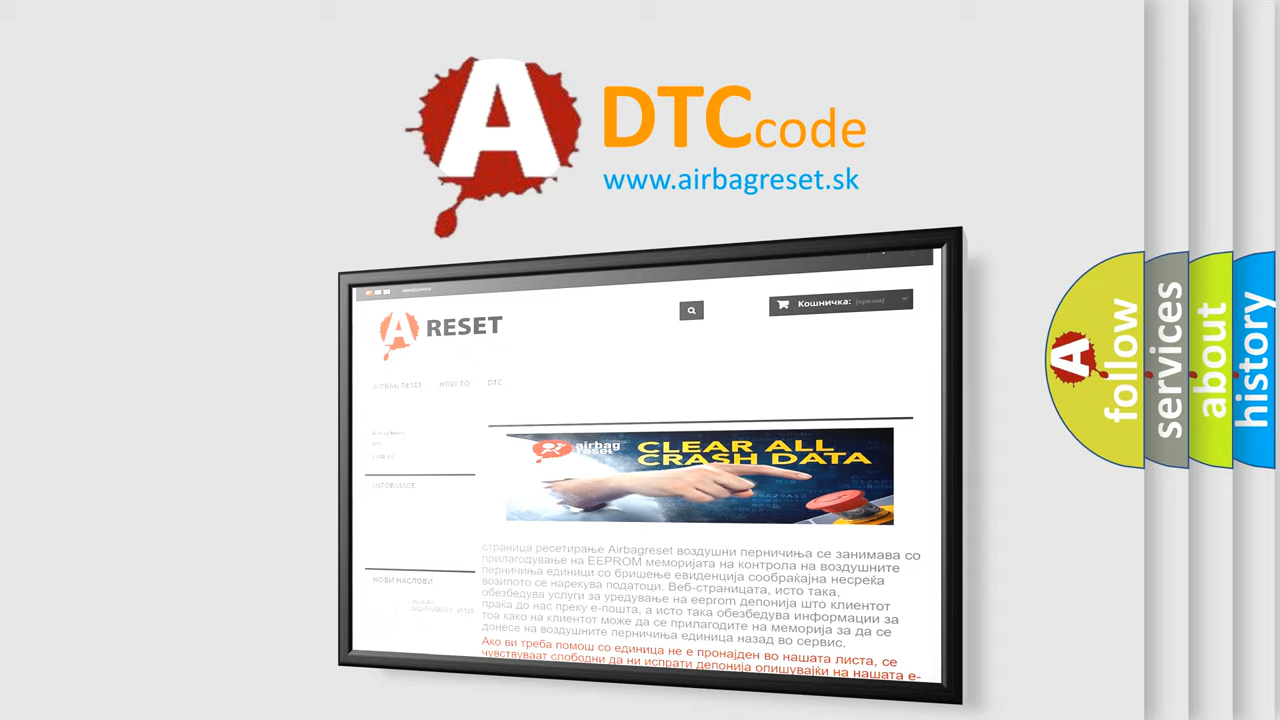 A
DTCcode
www.airbagreset.sk
A RESET
Кошничка: (празна)
AIRBAG RESET HOW TO DTC
INFORMACE
airbag
reset
CLEAR ALL
CRASH DATA
страница ресетирање Airbagreset воздушни перничиња се занимава со
прилагодување на EEPROM меморијата на контрола на воздушните
перничиња единици со бришење евиденција сообраќајна несреќа
возилото се нарекува податоци. Веб-страницата, исто така,
обезбедува услуги за уредување на eeprom депонија што клиентот
праќа до нас преку е-пошта, а исто така обезбедува информации за
тоа како на клиентот може да се прилагодите на меморија за да се
донесе на воздушните перничиња единица назад во сервис.
Ако ви треба помош со единица не е пронајден во нашата листа, се
чувствуваат слободни да ни испрати депонија опишувајќи на нашата е-
НОВИ НАСЛОВИ
A
follow
services
about
history